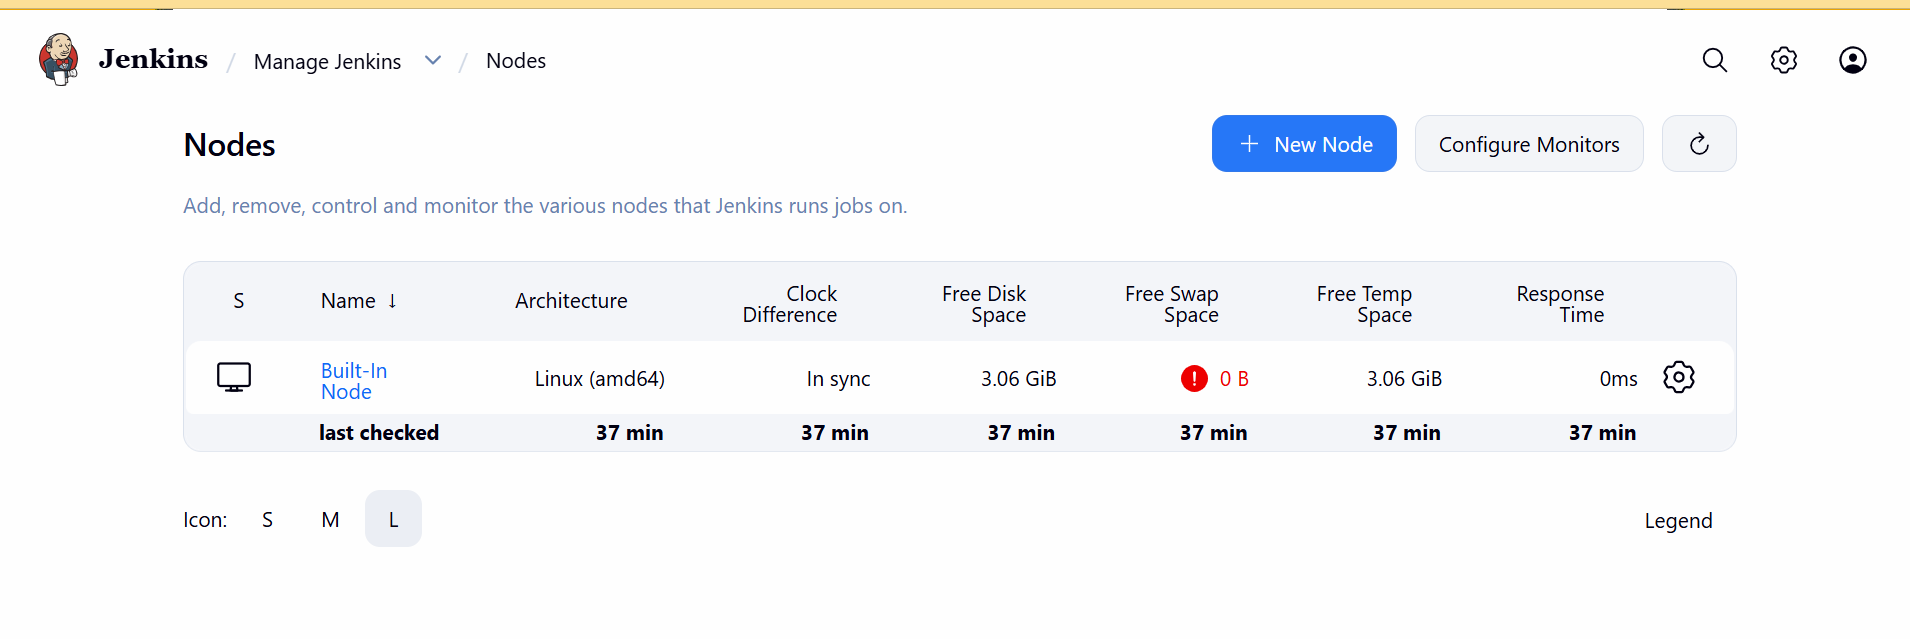 Jenkins / Manage Jenkins / Nodes
Nodes
+ New Node
Configure Monitors
Add, remove, control and monitor the various nodes that Jenkins runs jobs on.
S Name ↓ Architecture Clock Difference Free Disk Space Free Swap Space Free Temp Space Response Time
Built-In Node Linux (amd64) In sync 3.06 GiB ! 0 B 3.06 GiB 0ms
last checked 37 min 37 min 37 min 37 min 37 min 37 min
Icon: S M L Legend